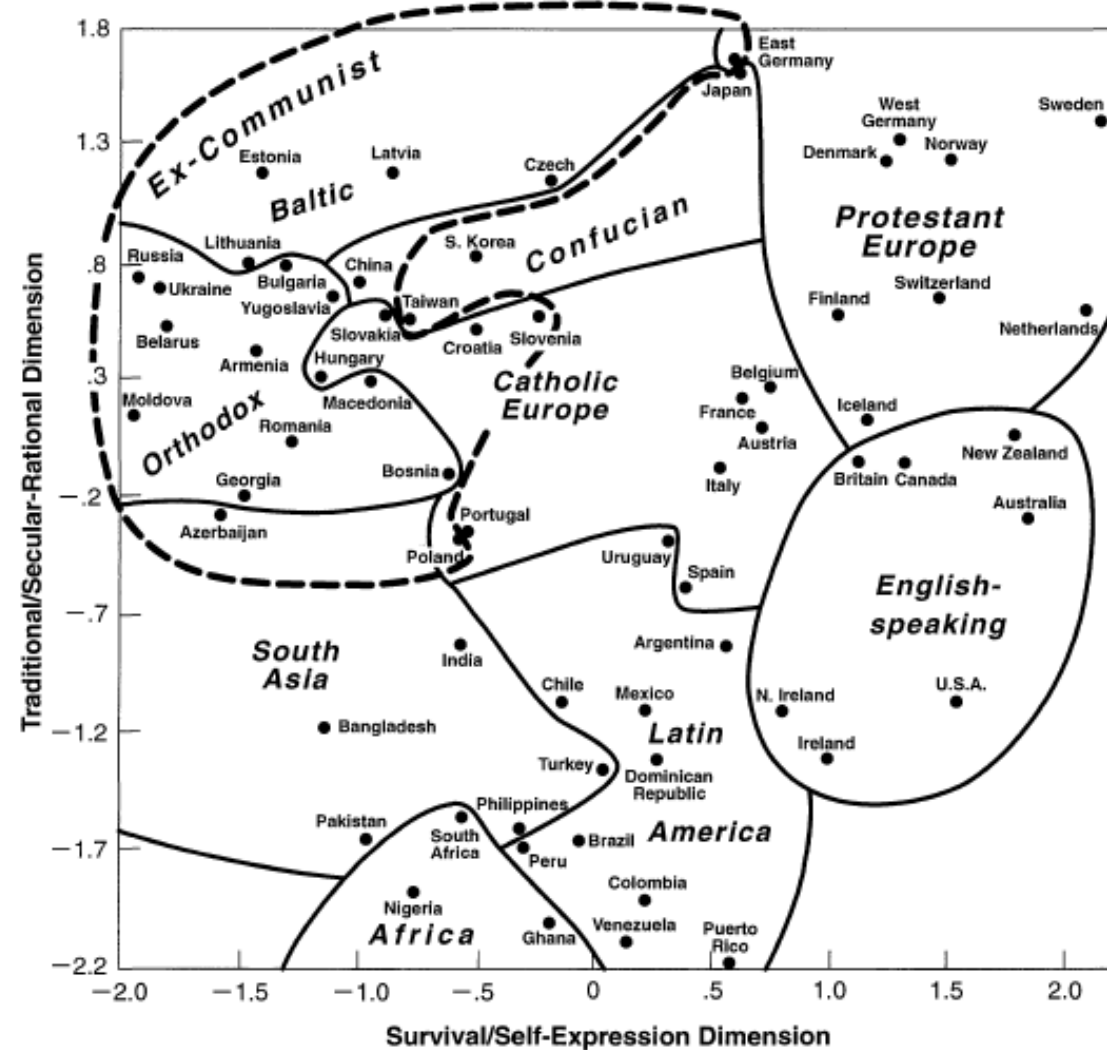 1.8
East
Germany
Japan
Ex-Communist
West
Germany
Sweden
1.3
Estonia
Latvia
Czech
Denmark
Norway
Baltic
Confucian
Protestant
Europe
S. Korea
Lithuania
Russia
.8
Bulgaria
China
Ukraine
Yugoslavia
Taiwan
Switzerland
Finland
Belarus
Slovakia
Croatia
Slovenia
Netherlands
Armenia
Hungary
.3
Catholic
Europe
Belgium
Moldova
Macedonia
France
Iceland
Orthodox
Romania
Austria
New Zealand
Bosnia
Italy
Britain
Canada
Georgia
−.2
Australia
Azerbaijan
Portugal
Poland
Uruguay
Spain
English-
speaking
−.7
South
Asia
India
Argentina
Chile
Mexico
N. Ireland
U.S.A.
Bangladesh
−1.2
Latin
Ireland
Turkey
Dominican
Republic
Philippines
Pakistan
South
Africa
Brazil
America
−1.7
Peru
Colombia
Nigeria
Africa
Ghana
Venezuela
Puerto
Rico
−2.2
−2.0
−1.5
−1.0
−.5
0
.5
1.0
1.5
2.0
Survival/Self-Expression Dimension
Traditional/Secular-Rational Dimension